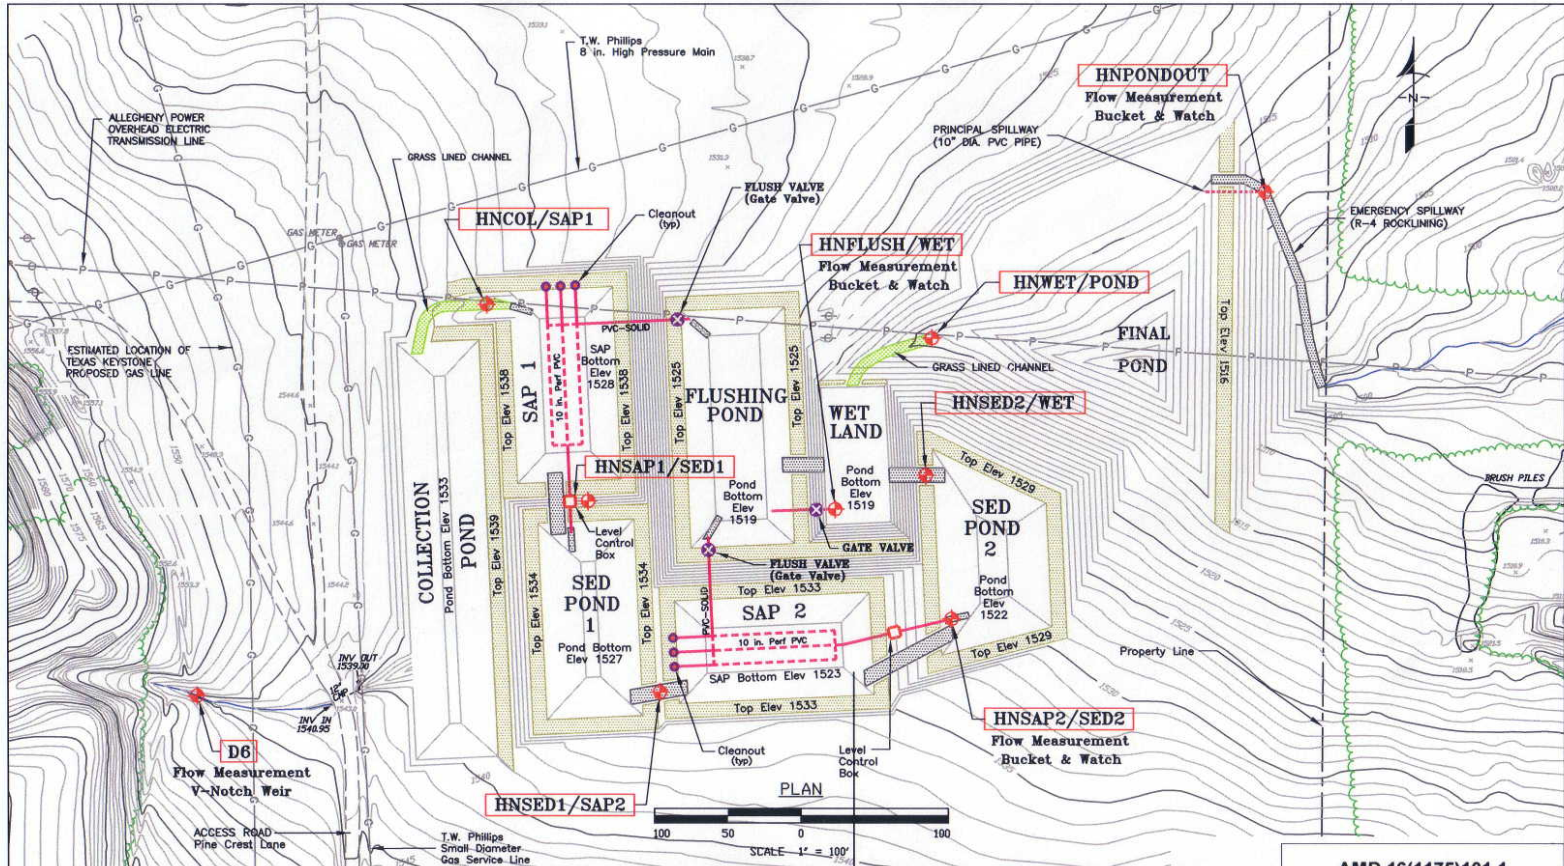 T.W. Phillips
8 in. High Pressure Main
ALLEGHENY POWER
OVERHEAD ELECTRIC
TRANSMISSION LINE
GRASS LINED CHANNEL
HNCOL/SAP1
Cleanout
(typ)
FLUSH VALVE
(Gate Valve)
HNPONDOUT
Flow Measurement
Bucket & Watch
PRINCIPAL SPILLWAY
(10" DIA. PVC PIPE)
EMERGENCY SPILLWAY
(R-4 ROCKLINING)
N
GAS METER
GAS METER
HNFLUSH/WET
Flow Measurement
Bucket & Watch
HNWET/POND
GRASS LINED CHANNEL
FINAL
POND
Top Elev 1516
ESTIMATED LOCATION OF
TEXAS KEYSTONE
PROPOSED GAS LINE
PVC-SOLID
SAP 1
10 in. Perf PVC
SAP
Bottom
Elev
1528
Top Elev 1538
Top Elev 1538
Top Elev 1525
Top Elev 1525
FLUSHING
POND
Pond
Bottom
Elev
1519
WET
LAND
Pond
Bottom
Elev
1519
HNSED2/WET
HNSAP1/SED1
Level
Control
Box
COLLECTION
POND
Pond Bottom Elev 1533
Top Elev 1539
Top Elev 1534
Top Elev 1534
SED
POND
1
Pond Bottom
Elev 1527
GATE VALVE
FLUSH VALVE
(Gate Valve)
Top Elev 1533
PVC-SOLID
SAP 2
10 in. Perf PVC
SAP Bottom Elev 1523
Top Elev 1533
Top Elev 1529
SED
POND
2
Pond
Bottom
Elev
1522
Top Elev 1529
BRUSH PILES
Property Line
INV OUT
1539.00
CMP
INV IN
1540.95
D6
Flow Measurement
V-Notch Weir
HNSAP2/SED2
Flow Measurement
Bucket & Watch
Cleanout
(typ)
Level
Control
Box
HNSED1/SAP2
PLAN
100
50
0
100
SCALE 1' = 100'
ACCESS ROAD
Pine Crest Lane
T.W. Phillips
Small Diameter
Gas Service Line
AMD 16(1175)101.1